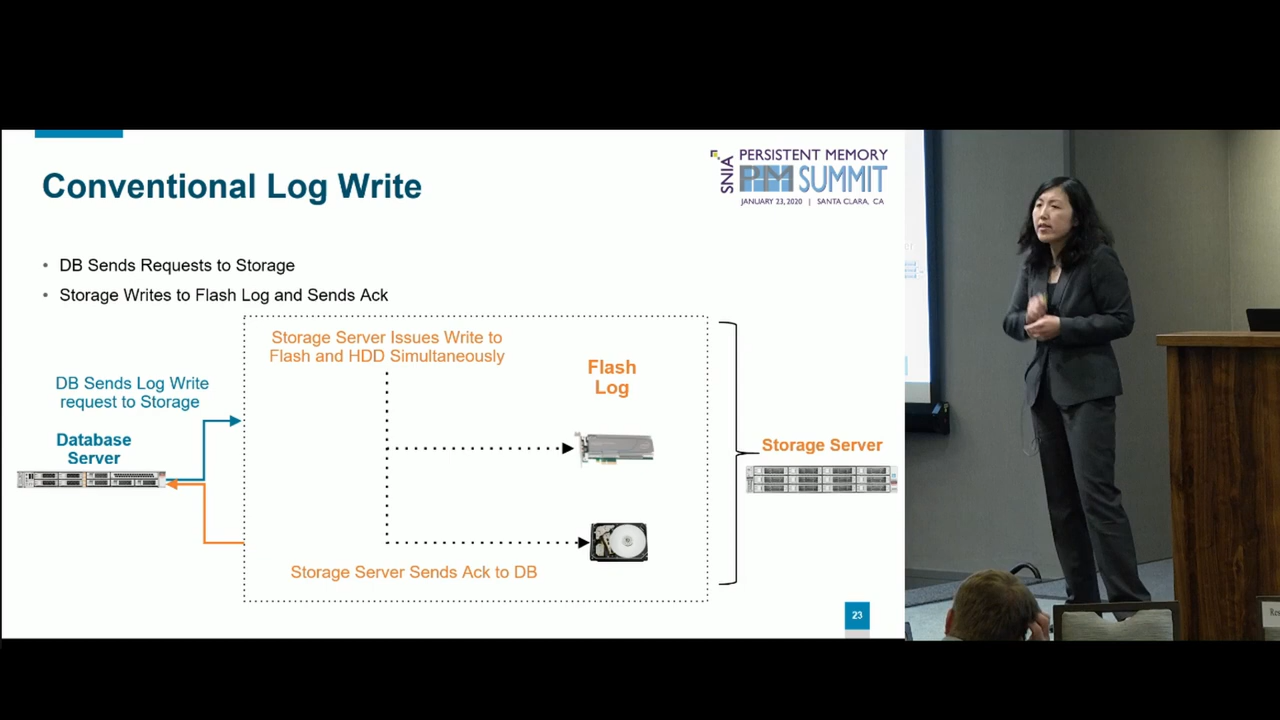 Conventional Log Write
SNIA
PERSISTENT MEMORY
PM SUMMIT
JANUARY 23, 2020 | SANTA CLARA, CA
• DB Sends Requests to Storage
• Storage Writes to Flash Log and Sends Ack
Storage Server Issues Write to
Flash and HDD Simultaneously
Flash
Log
DB Sends Log Write
request to Storage
Database
Server
Storage Server
Storage Server Sends Ack to DB
23